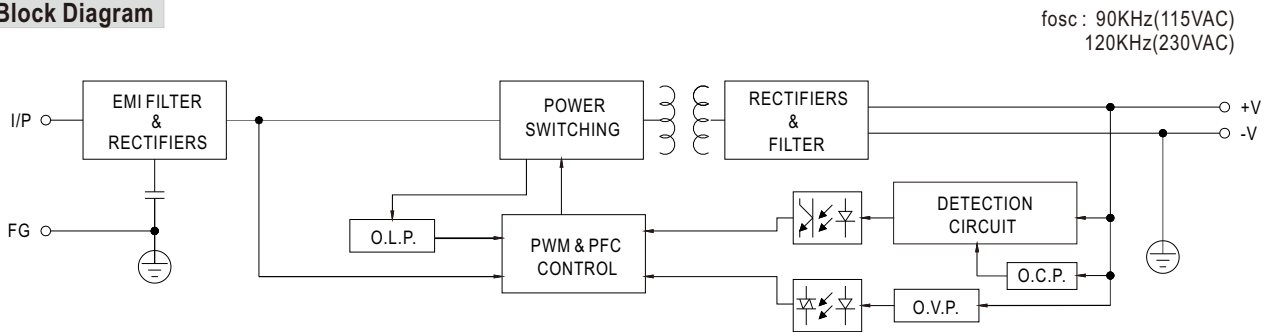 Block Diagram
fosc : 90KHz(115VAC)
120KHz(230VAC)
I/P
EMI FILTER
&
RECTIFIERS
POWER
SWITCHING
RECTIFIERS
&
FILTER
+V
-V
FG
O.L.P.
PWM & PFC
CONTROL
DETECTION
CIRCUIT
O.C.P.
O.V.P.